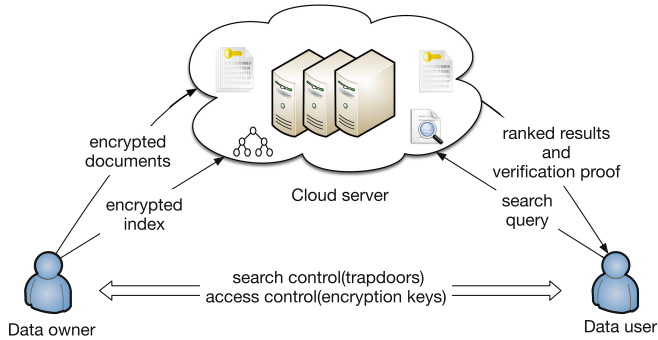 encrypted
documents
encrypted
index
Cloud server
ranked results
and
verification proof
search
query
search control(trapdoors)
access control(encryption keys)
Data owner
Data user